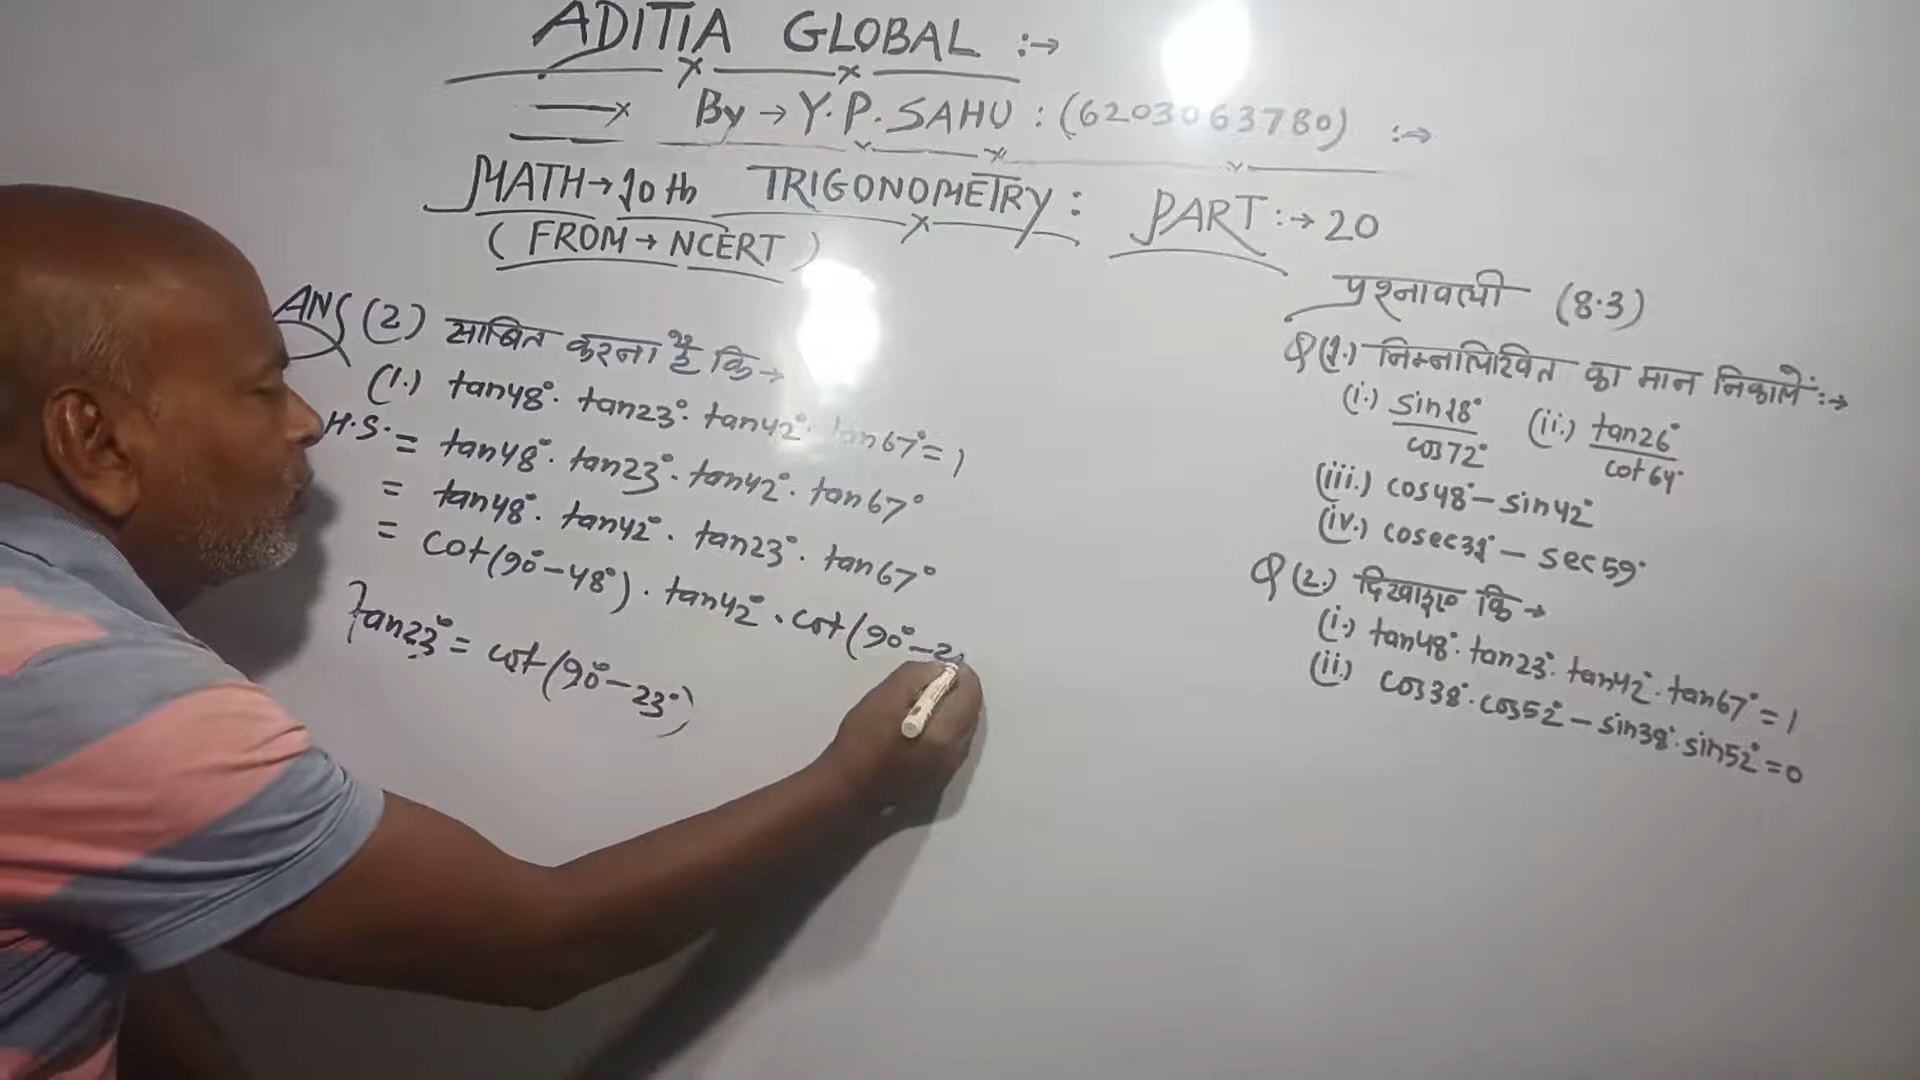 ADITIA GLOBAL :→
By → Y.P. SAHU : (6203063780) :→
MATH → 10th TRIGONOMETRY : PART :→ 20
(FROM → NCERT)
ANS (2) साबित करना है कि →
(1.) tan48°. tan23°. tan42°. tan67° = 1
H.S. = tan48°. tan23°. tan42°. tan67°
= tan48°. tan42°. tan23°. tan67°
= cot(90°-48°). tan42°. cot(90°-2
tan23° = cot(90°-23°)
प्रश्नावली (8.3)
Q(1.) निम्नलिखित का मान निकालें :→
(i.) sin18°/cos72° (ii.) tan26°/cot64°
(iii.) cos48° - sin42°
(iv.) cosec31° - sec59°
Q(2.) दिखाइए कि →
(i.) tan48°. tan23°. tan42°. tan67° = 1
(ii.) cos38°. cos52° - sin38°. sin52° = 0